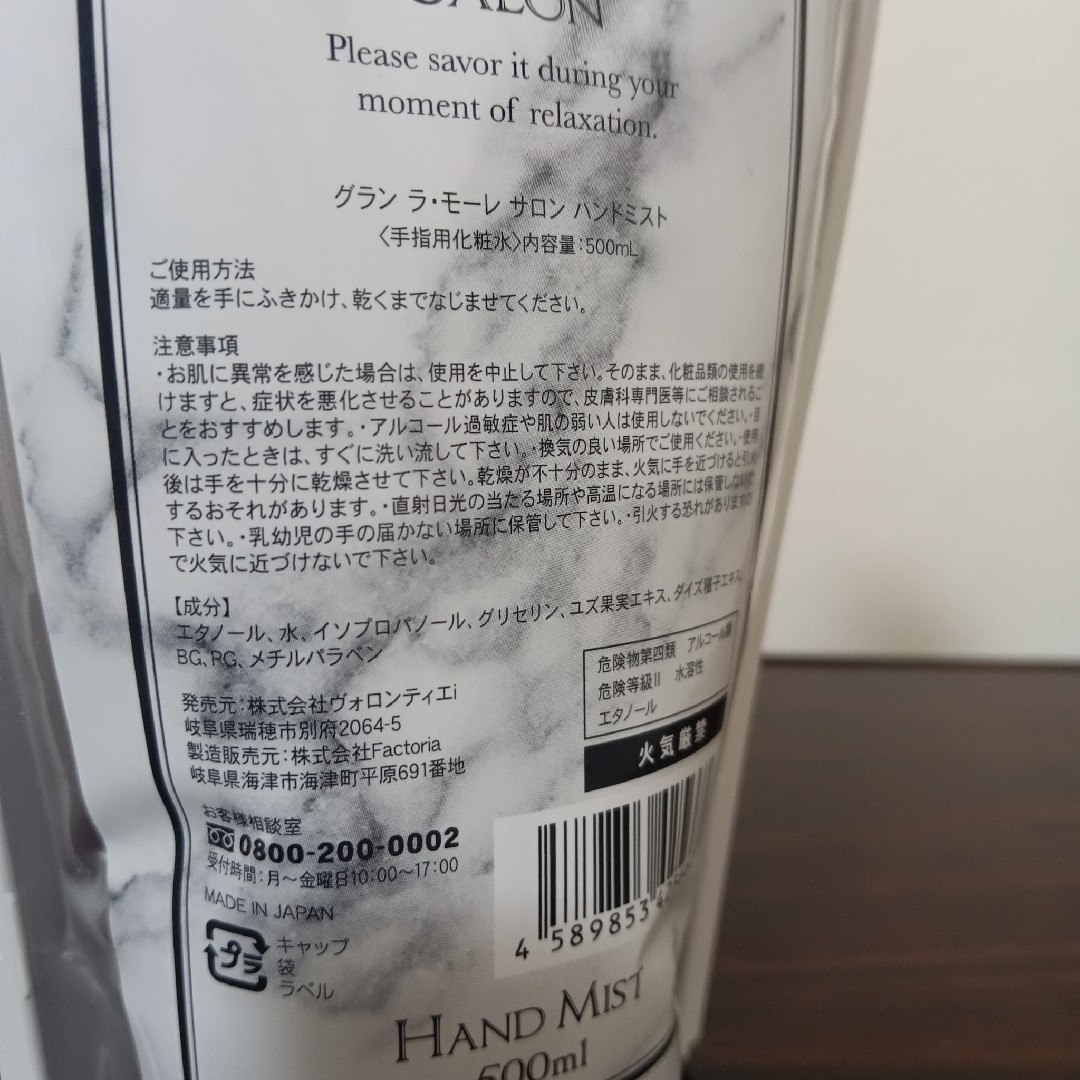 SALON
Please savor it during your
moment of relaxation.
グラン ラ・モーレ サロン ハンドミスト
〈手指用化粧水〉内容量:500mL
ご使用方法
適量を手にふきかけ、乾くまでなじませてください。
注意事項
・お肌に異常を感じた場合は、使用を中止して下さい。そのまま、化粧品類の使用を続
けますと、症状を悪化させることがありますので、皮膚科専門医等にご相談されるこ
とをおすすめします。・アルコール過敏症や肌の弱い人は使用しないでください。・目
に入ったときは、すぐに洗い流して下さい。・換気の良い場所でご使用ください。・使用
後は手を十分に乾燥させて下さい。乾燥が不十分のまま、火気に手を近づけると引火
するおそれがあります。・直射日光の当たる場所や高温になる場所には保管しないで
下さい。・乳幼児の手の届かない場所に保管して下さい。・引火する恐れがありますの
で火気に近づけないで下さい。
【成分】
エタノール、水、イソプロパノール、グリセリン、ユズ果実エキス、ダイズ種子エキス、
BG、PG、メチルパラベン
危険物第四類 アルコール類
危険等級II 水溶性
エタノール
火気厳禁
発売元:株式会社ヴォロンティエi
岐阜県瑞穂市別府2064-5
製造販売元:株式会社Factoria
岐阜県海津市海津町平原691番地
お客様相談室
0800-200-0002
受付時間:月～金曜日10:00～17:00
MADE IN JAPAN
プラ
キャップ
袋
ラベル
4 589853
HAND MIST
500ml